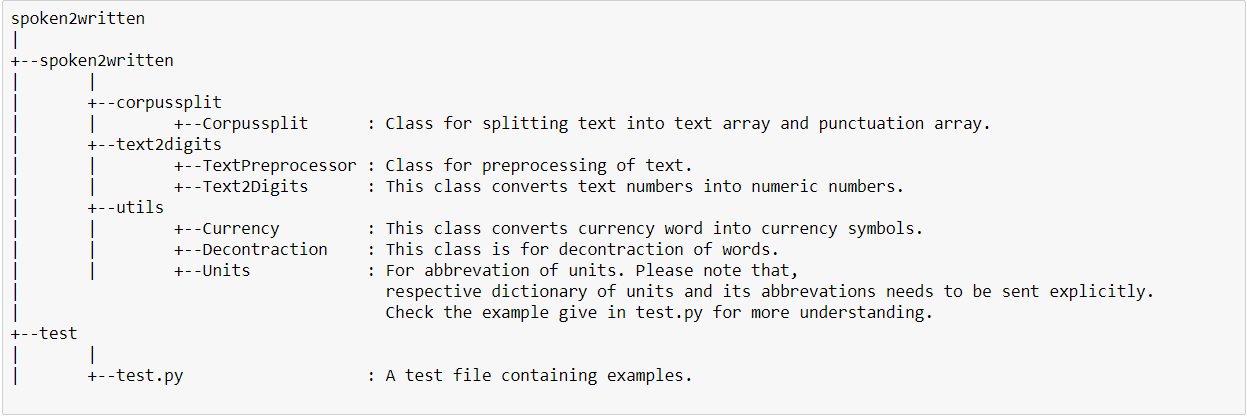 spoken2written
|
+--spoken2written
|       |
|       +--corpussplit
|       |       +--Corpussplit      : Class for splitting text into text array and punctuation array.
|       +--text2digits
|       |       +--TextPreprocessor : Class for preprocessing of text.
|       |       +--Text2Digits      : This class converts text numbers into numeric numbers.
|       +--utils
|       |       +--Currency         : This class converts currency word into currency symbols.
|       |       +--Decontraction    : This class is for decontraction of words.
|       |       +--Units            : For abbrevation of units. Please note that,
|                                     respective dictionary of units and its abbrevations needs to be sent explicitly.
|                                     Check the example give in test.py for more understanding.
+--test
|       |
|       +--test.py                  : A test file containing examples.